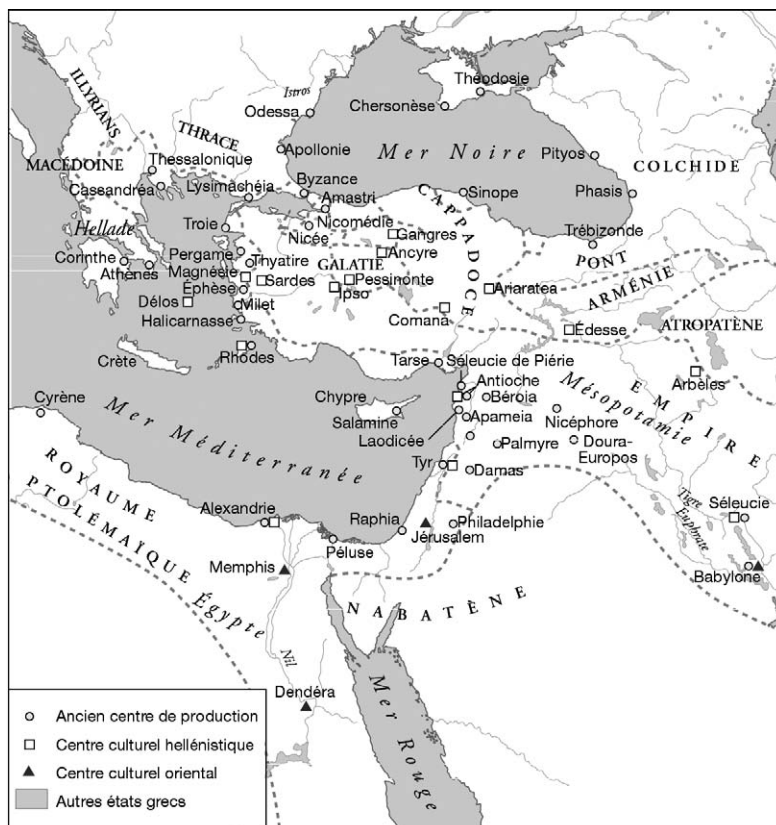 ILLYRIANS
Istros
Théodosie
Chersonèse
Odessa
THRACE
Apollonie
Mer Noire
Pityos
COLCHIDE
MACÉDOINE
Thessalonique
Byzance
Cassandréa
Lysimachéia
Amastri
Sinope
Phasis
CAPPADOCE
Hellade
Troie
Nicomédie
Nicée
Gangres
Ancyre
Trébizonde
PONT
Pergame
Thyatire
GALATIE
Corinthe
Athènes
Magnésie
Sardes
Pessinonte
Ipso
Ariaratea
ARMÉNIE
Éphèse
Délos
Milet
Comana
ATROPATÈNE
Halicarnasse
Édesse
Rhodes
Crète
Tarse
Séleucie de Piérie
Arbèles
Antioche
Mésopotamie
EMPIRE
Cyrène
Chypre
Béroia
Salamine
Apameia
Nicéphore
Mer Méditerranée
Laodicée
Palmyre
Doura-
Europos
Tyr
Damas
ROYAUME
PTOLÉMAÏQUE
Tigre
Euphrate
Séleucie
Alexandrie
Raphia
Philadelphie
Jérusalem
Péluse
Memphis
Babylone
Égypte
NABATÈNE
Nil
Dendéra
Mer Rouge
Ancien centre de production
Centre culturel hellénistique
Centre culturel oriental
Autres états grecs